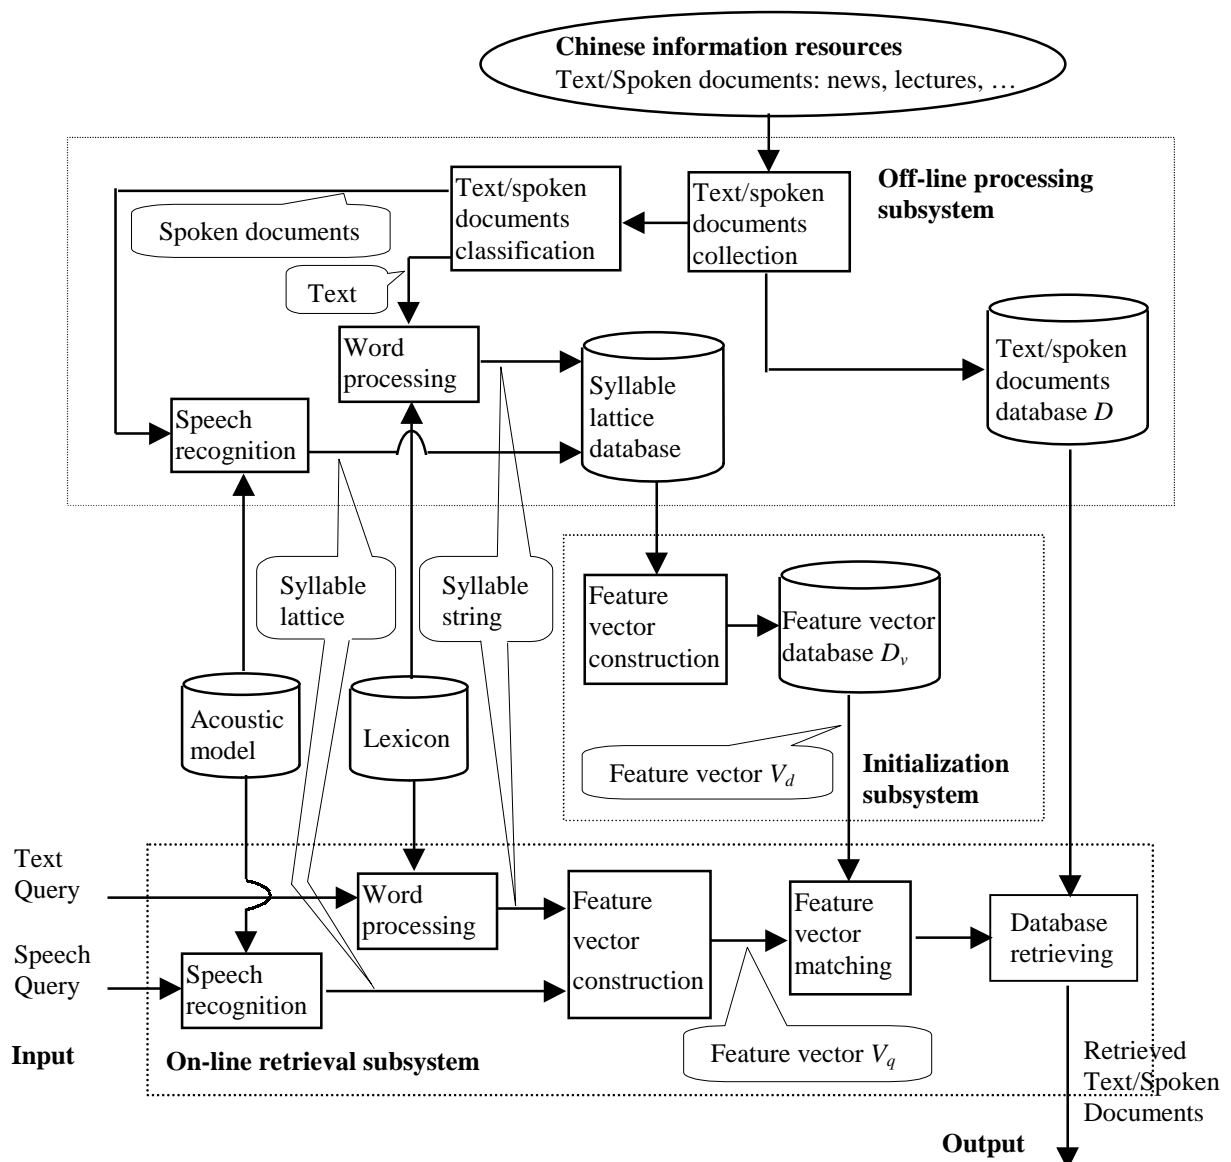 Chinese information resources
Text/Spoken documents: news, lectures, …
Off-line processing
subsystem
Text/spoken
documents
collection
Text/spoken
documents
classification
Spoken documents
Text
Word
processing
Speech
recognition
Syllable
lattice
database
Text/spoken
documents
database D
Syllable
lattice
Syllable
string
Feature
vector
construction
Feature vector
database Dv
Acoustic
model
Lexicon
Feature vector Vd
Initialization
subsystem
Text
Query
Word
processing
Feature
vector
construction
Feature
vector
matching
Database
retrieving
Speech
Query
Speech
recognition
Input
On-line retrieval subsystem
Feature vector Vq
Retrieved
Text/Spoken
Documents
Output